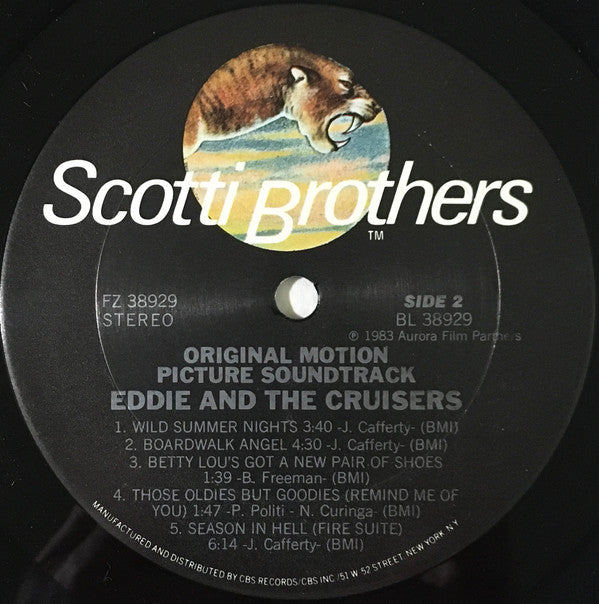 Scotti Brothers
TM
FZ 38929
STEREO
SIDE 2
BL 38929
℗ 1983 Aurora Film Partners
ORIGINAL MOTION
PICTURE SOUNDTRACK
EDDIE AND THE CRUISERS
1. WILD SUMMER NIGHTS 3:40 -J. Cafferty- (BMI)
2. BOARDWALK ANGEL 4:30 -J. Cafferty- (BMI)
3. BETTY LOU'S GOT A NEW PAIR OF SHOES
1:39 -B. Freeman- (BMI)
4. THOSE OLDIES BUT GOODIES (REMIND ME OF
YOU) 1:47 -P. Politi - N. Curinga- (BMI)
5. SEASON IN HELL (FIRE SUITE)
6:14 -J. Cafferty- (BMI)
MANUFACTURED AND DISTRIBUTED BY CBS RECORDS/CBS INC /51 W 52 STREET, NEW YORK, N.Y.